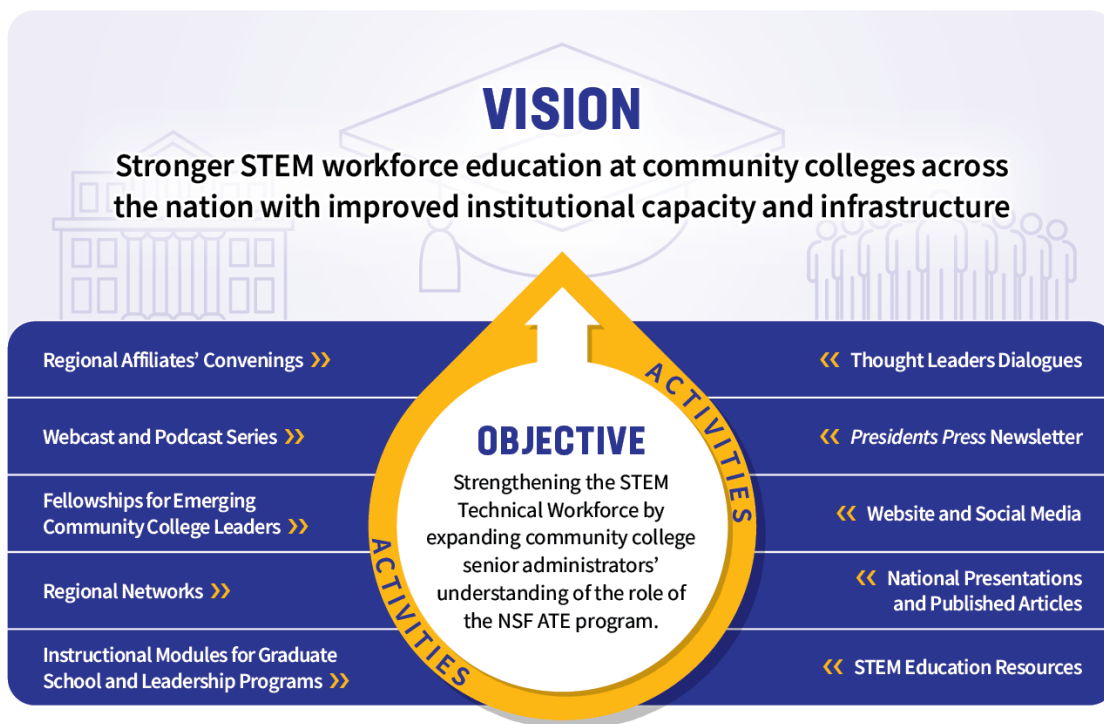 VISION
Stronger STEM workforce education at community colleges across
the nation with improved institutional capacity and infrastructure
Regional Affiliates’ Convenings »
Webcast and Podcast Series »
Fellowships for Emerging
Community College Leaders »
Regional Networks »
Instructional Modules for Graduate
School and Leadership Programs »
ACTIVITIES
OBJECTIVE
Strengthening the STEM
Technical Workforce by
expanding community college
senior administrators’
understanding of the role of
the NSF ATE program.
ACTIVITIES
« Thought Leaders Dialogues
« Presidents Press Newsletter
« Website and Social Media
« National Presentations
and Published Articles
« STEM Education Resources